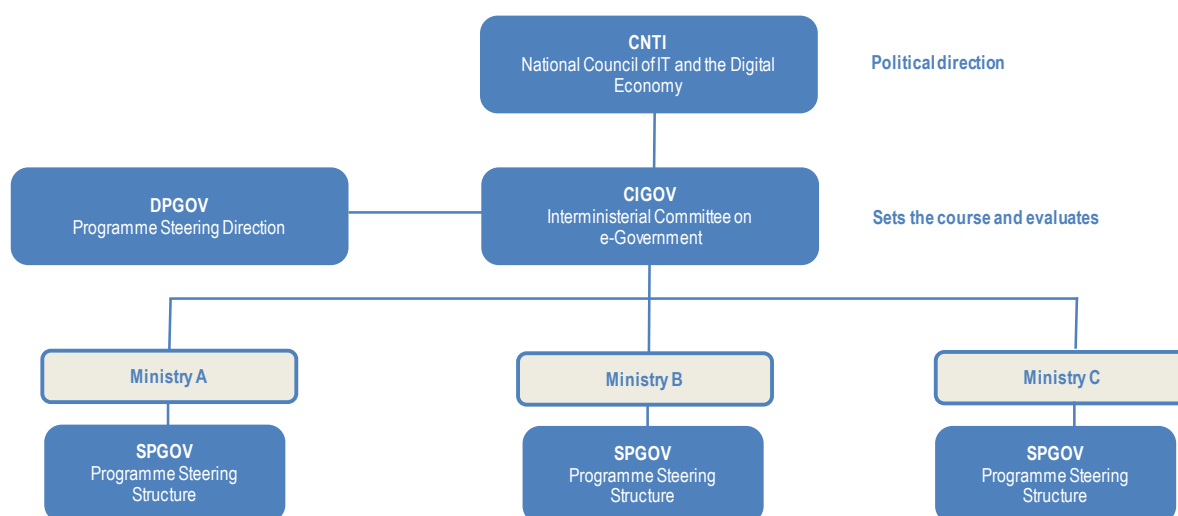 CNTI
National Council of IT and the Digital
Economy
Political direction
DPGOV
Programme Steering Direction
CIGOV
Interministerial Committee on
e-Government
Sets the course and evaluates
Ministry A
Ministry B
Ministry C
SPGOV
Programme Steering
Structure
SPGOV
Programme Steering
Structure
SPGOV
Programme Steering
Structure